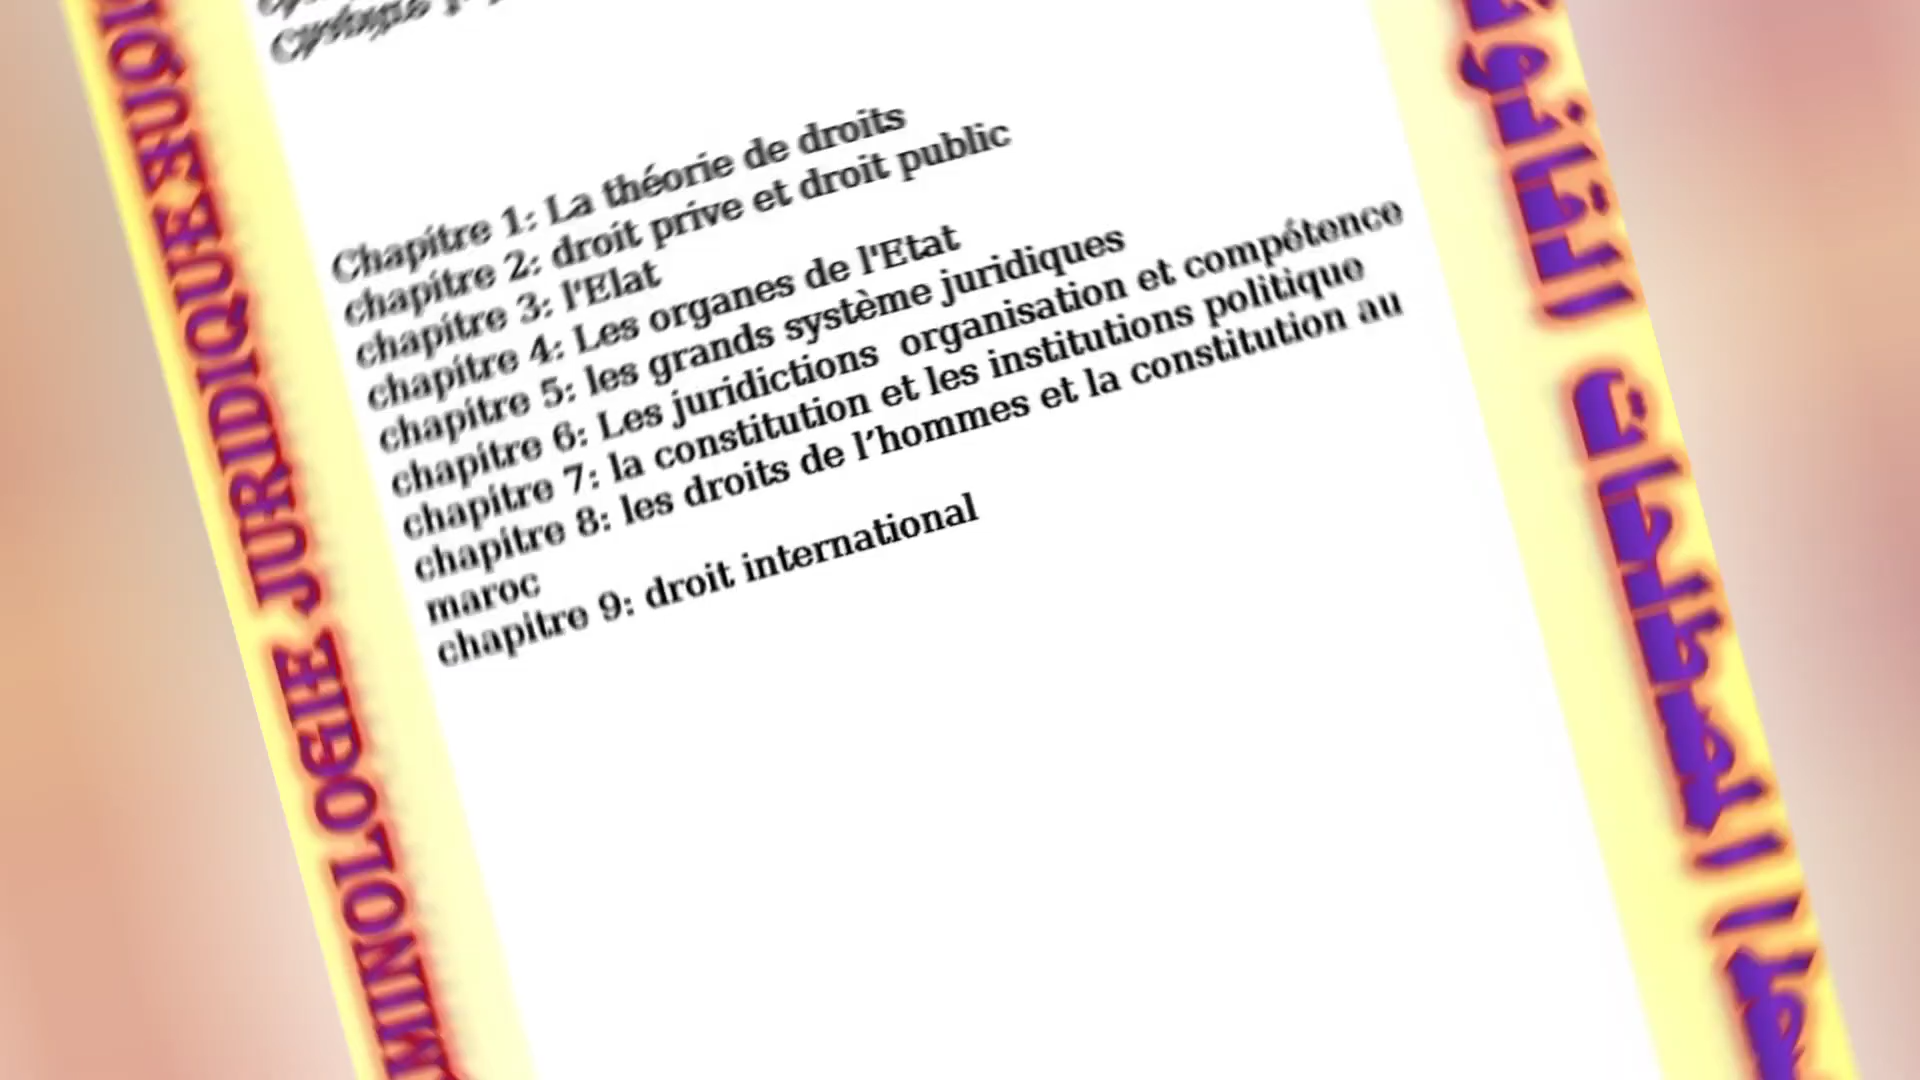 Chapitre 1: La théorie de droits
chapitre 2: droit prive et droit public
chapitre 3: l'Elat
chapitre 4: Les organes de l'Etat
chapitre 5: les grands système juridiques
chapitre 6: Les juridictions organisation et compétence
chapitre 7: la constitution et les institutions politique
chapitre 8: les droits de l’hommes et la constitution au
maroc
chapitre 9: droit international
JURIDIQUE
المصطلحات